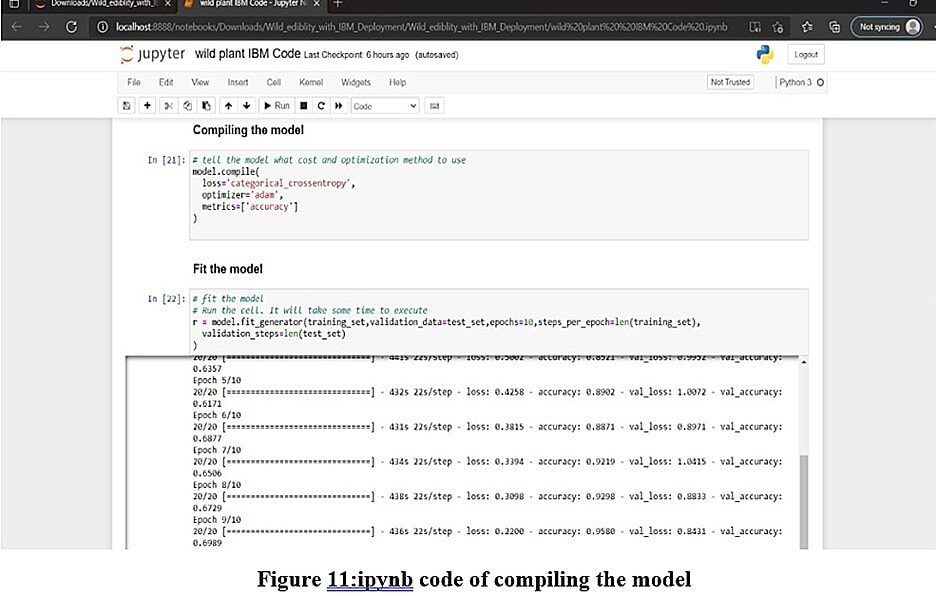 Downloads/Wild_ediblity_with_I
wild plant IBM Code - Jupyter N
localhost:8888/notebooks/Downloads/Wild_ediblity_with_IBM_Deployment/Wild_ediblity_with_IBM_Deployment/wild%20plant%20%20IBM%20Code%20.ipynb
Not syncing
jupyter wild plant IBM Code Last Checkpoint: 6 hours ago (autosaved)
Logout
File Edit View Insert Cell Kernel Widgets Help
Not Trusted
Python 3
Run
Code
Compiling the model
In [21]: # tell the model what cost and optimization method to use
model.compile(
loss='categorical_crossentropy',
optimizer='adam',
metrics=['accuracy']
)
Fit the model
In [22]: # fit the model
# Run the cell. It will take some time to execute
r = model.fit_generator(training_set,validation_data=test_set,epochs=10,steps_per_epoch=len(training_set),
validation_steps=len(test_set)
)
20/20 [==============================] - 441s 22s/step - loss: 0.5002 - accuracy: 0.8521 - val_loss: 0.9952 - val_accuracy:
0.6357
Epoch 5/10
20/20 [==============================] - 432s 22s/step - loss: 0.4258 - accuracy: 0.8902 - val_loss: 1.0072 - val_accuracy:
0.6171
Epoch 6/10
20/20 [==============================] - 431s 22s/step - loss: 0.3815 - accuracy: 0.8871 - val_loss: 0.8971 - val_accuracy:
0.6877
Epoch 7/10
20/20 [==============================] - 434s 22s/step - loss: 0.3394 - accuracy: 0.9219 - val_loss: 1.0415 - val_accuracy:
0.6506
Epoch 8/10
20/20 [==============================] - 438s 22s/step - loss: 0.3098 - accuracy: 0.9298 - val_loss: 0.8833 - val_accuracy:
0.6729
Epoch 9/10
20/20 [==============================] - 436s 22s/step - loss: 0.2200 - accuracy: 0.9580 - val_loss: 0.8431 - val_accuracy:
0.6989
Figure 11:ipynb code of compiling the model